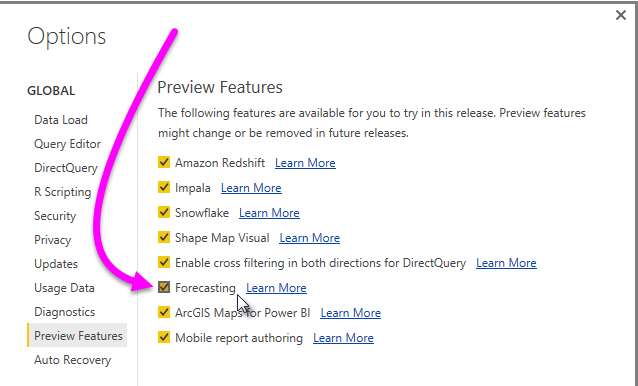 Options
GLOBAL
Data Load
Query Editor
DirectQuery
R Scripting
Security
Privacy
Updates
Usage Data
Diagnostics
Preview Features
Auto Recovery
Preview Features
The following features are available for you to try in this release. Preview features
might change or be removed in future releases.
Amazon Redshift Learn More
Impala Learn More
Snowflake Learn More
Shape Map Visual Learn More
Enable cross filtering in both directions for DirectQuery Learn More
Forecasting Learn More
ArcGIS Maps for Power BI Learn More
Mobile report authoring Learn More